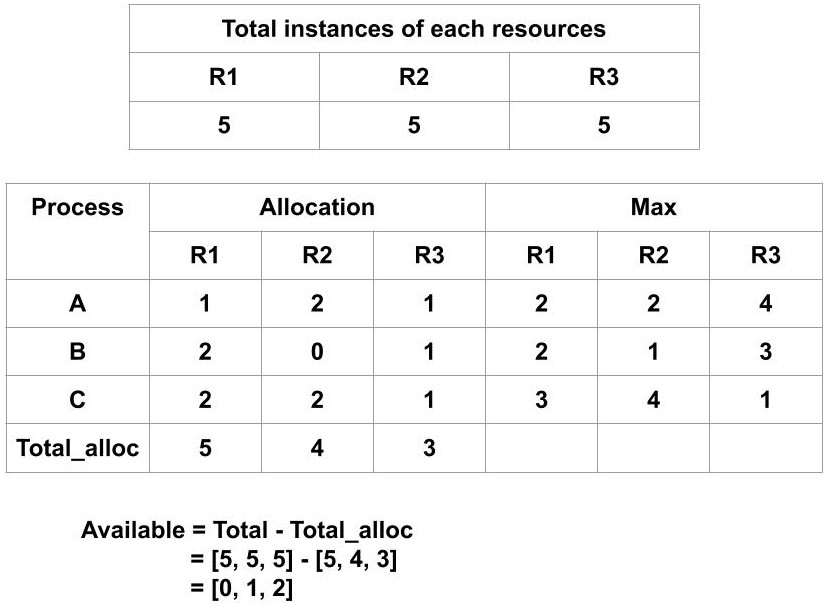 Total instances of each resources
R1 R2 R3
5 5 5
Process Allocation Max
R1 R2 R3 R1 R2 R3
A 1 2 1 2 2 4
B 2 0 1 2 1 3
C 2 2 1 3 4 1
Total_alloc 5 4 3
Available = Total - Total_alloc
= [5, 5, 5] - [5, 4, 3]
= [0, 1, 2]